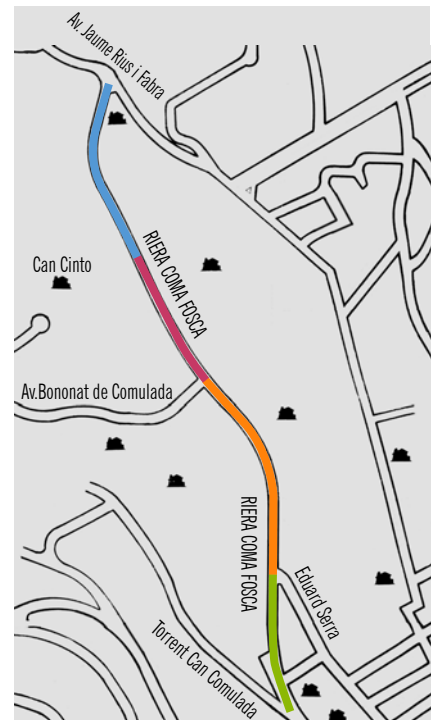 Av. Jaume Rius i Fabra
RIERA COMA FOSCA
Can Cinto
Av.Bononat de Comulada
RIERA COMA FOSCA
Eduard Serra
Torrent Can Comulada